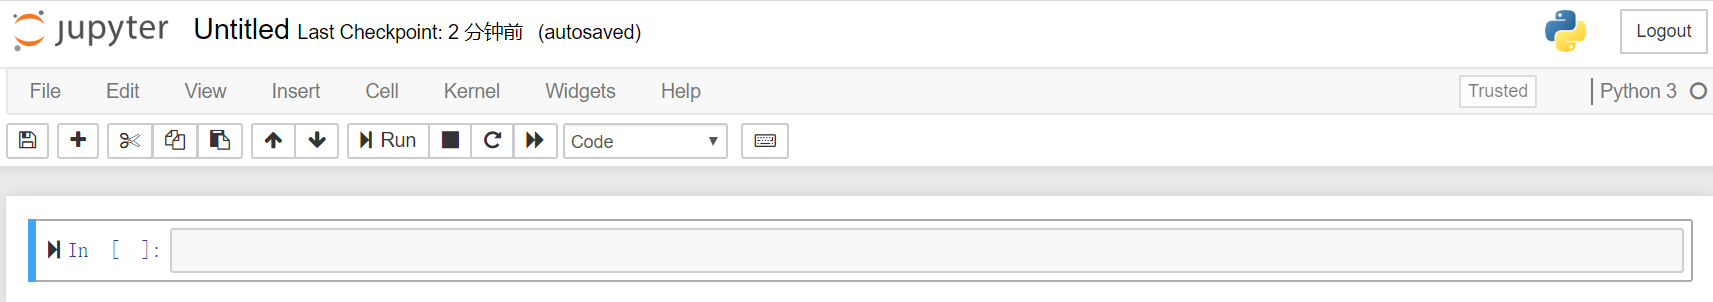 jupyter Untitled Last Checkpoint: 2 分钟前 (autosaved) Logout
File Edit View Insert Cell Kernel Widgets Help Trusted Python 3
Run Code
In [ ]: